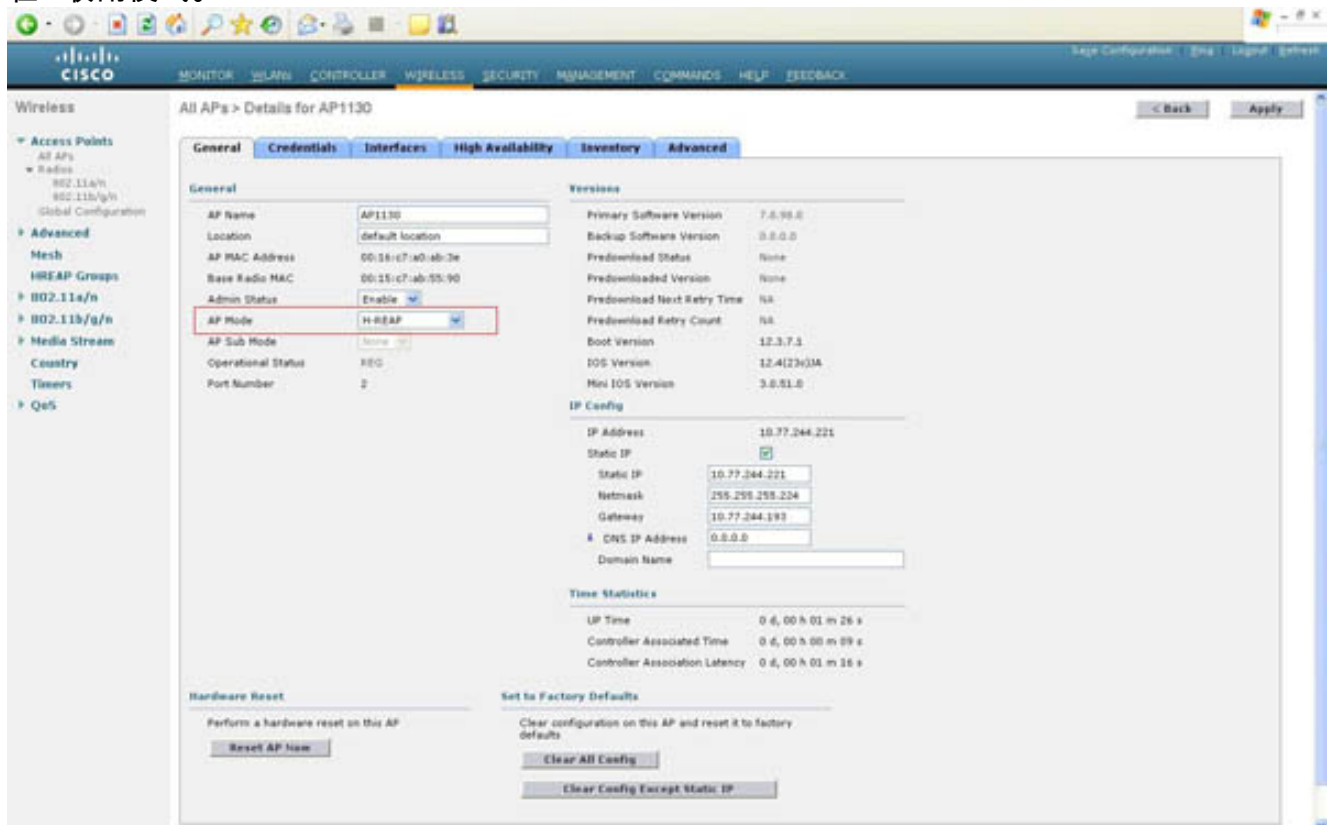 Save Configuration | Ping | Logout | Refresh
CISCO
MONITOR WLANs CONTROLLER WIRELESS SECURITY MANAGEMENT COMMANDS HELP FEEDBACK
Wireless
All APs > Details for AP1130
< Back
Apply
Access Points
All APs
Radios
802.11a/n
802.11b/g/n
Global Configuration
Advanced
Mesh
HREAP Groups
802.11a/n
802.11b/g/n
Media Stream
Country
Timers
QoS
General Credentials Interfaces High Availability Inventory Advanced
General
AP Name AP1130
Location default location
AP MAC Address 00:16:c7:a0:ab:3e
Base Radio MAC 00:15:c7:ab:55:90
Admin Status Enable
AP Mode H-REAP
AP Sub Mode None
Operational Status REG
Port Number 2
Versions
Primary Software Version 7.0.98.0
Backup Software Version 0.0.0.0
Predownload Status None
Predownloaded Version None
Predownload Next Retry Time NA
Predownload Retry Count NA
Boot Version 12.3.7.1
IOS Version 12.4(23c)JA
Mini IOS Version 3.0.51.0
IP Config
IP Address 10.77.244.221
Static IP
Static IP 10.77.244.221
Netmask 255.255.255.224
Gateway 10.77.244.193
DNS IP Address 0.0.0.0
Domain Name
Time Statistics
UP Time 0 d, 00 h 01 m 26 s
Controller Associated Time 0 d, 00 h 00 m 09 s
Controller Association Latency 0 d, 00 h 01 m 16 s
Hardware Reset
Perform a hardware reset on this AP
Reset AP Now
Set to Factory Defaults
Clear configuration on this AP and reset it to factory
defaults
Clear All Config
Clear Config Except Static IP